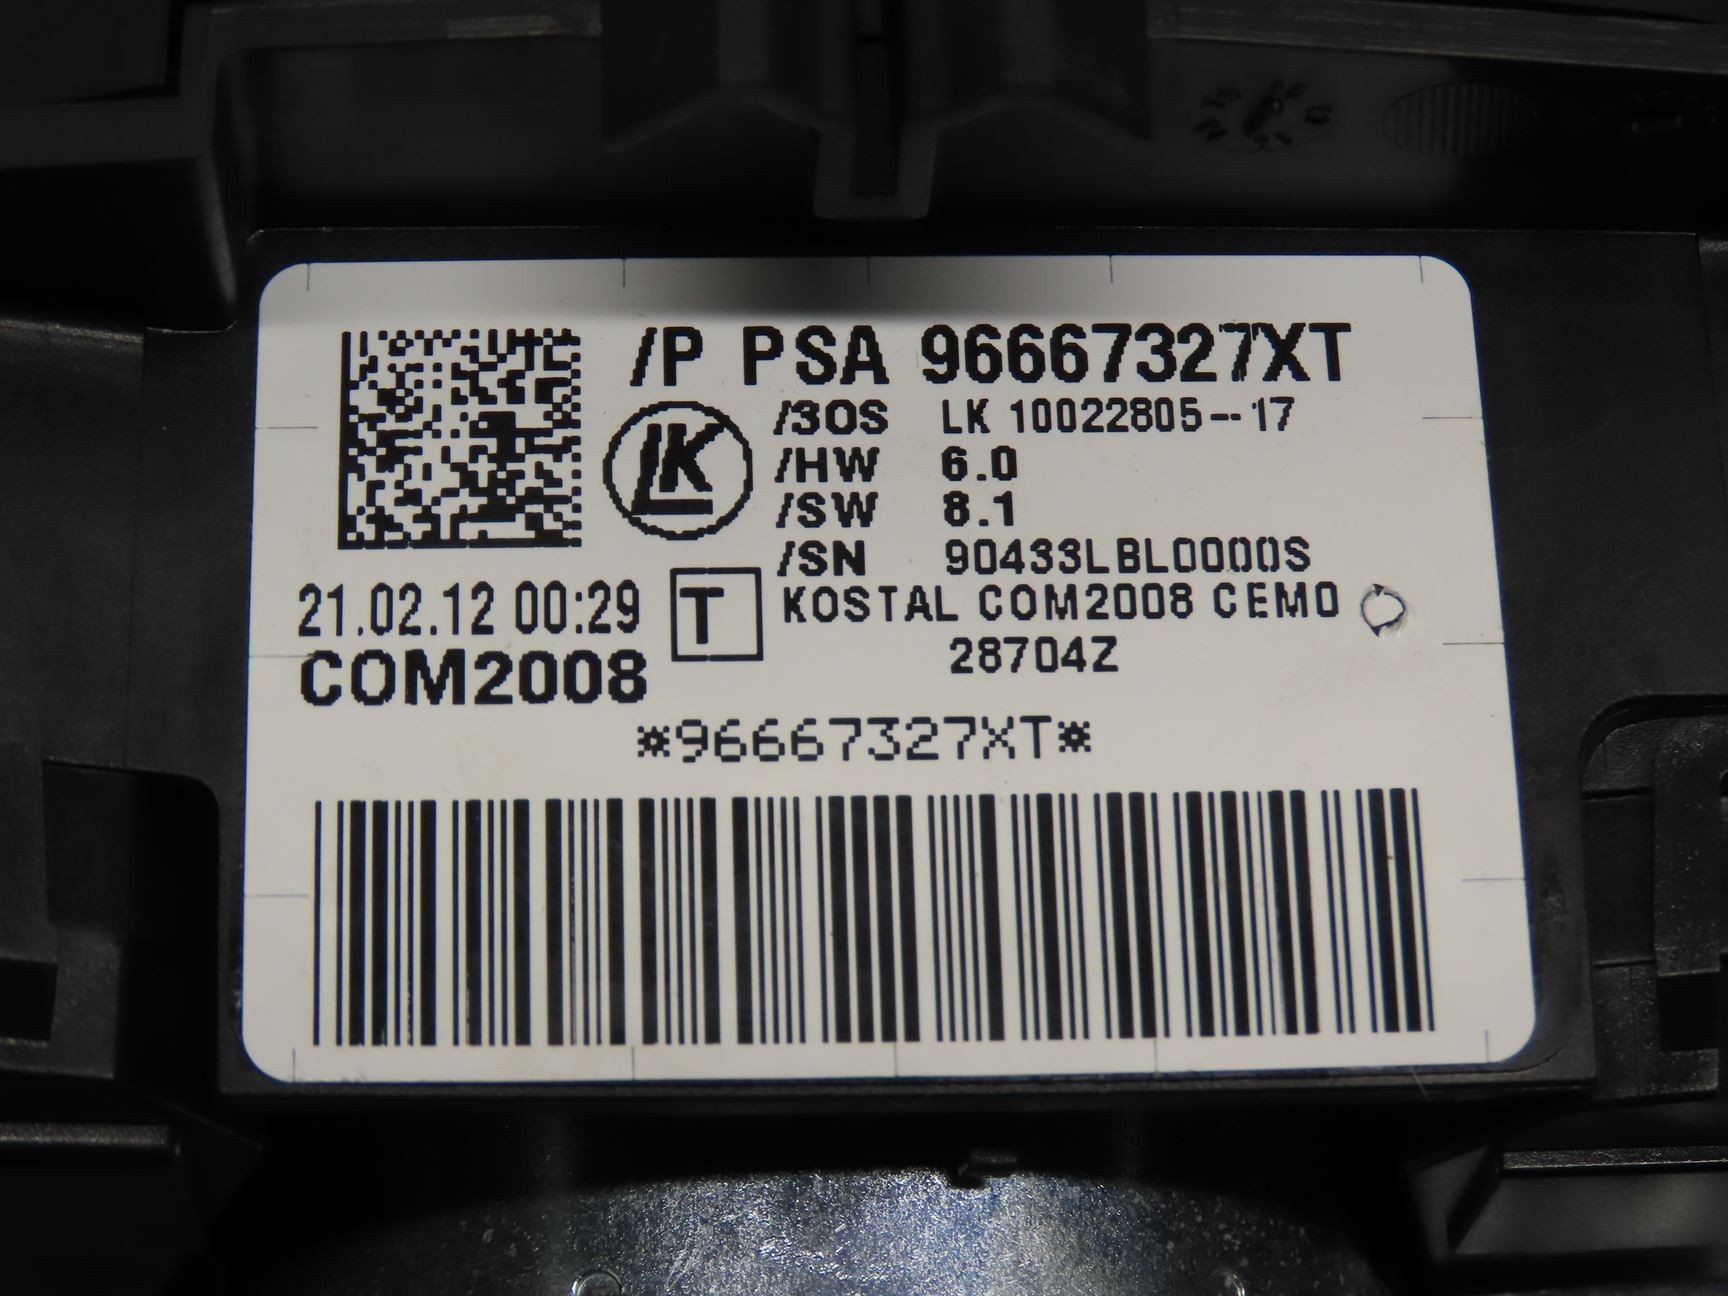 /P PSA 96667327XT
LK
/3OS LK 10022805--17
/HW 6.0
/SW 8.1
/SN 90433LBL0000S
21.02.12 00:29
T
KOSTAL COM2008 CEMO
COM2008
28704Z
*96667327XT*